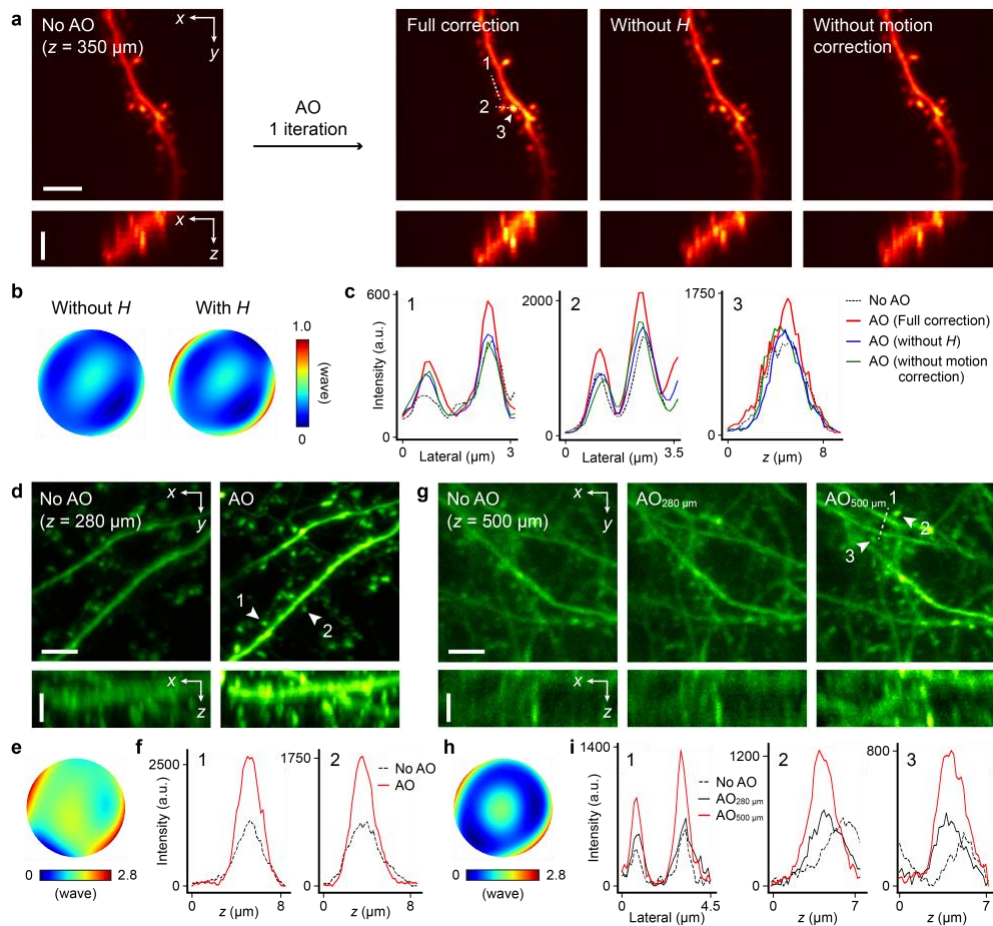 a
No AO
(z = 350 µm)
x
y
AO
1 iteration
Full correction
1
2
3
Without H
Without motion
correction
x
z
b
Without H
With H
1.0
(wave)
0
c
600
Intensity (a.u.)
0
1
0
Lateral (µm)
3
2000
0
2
0
Lateral (µm)
3.5
1750
0
3
0
z (µm)
8
No AO
AO (Full correction)
AO (without H)
AO (without motion
correction)
d
No AO
(z = 280 µm)
x
y
AO
1
2
x
z
g
No AO
(z = 500 µm)
x
y
AO280 µm
AO500 µm
1
2
3
x
z
e
0
2.8
(wave)
f
Intensity (a.u.)
2500
0
1
0
z (µm)
8
1750
0
2
No AO
AO
0
z (µm)
8
h
0
2.8
(wave)
i
Intensity (a.u.)
1400
0
1
No AO
AO280 µm
AO500 µm
0
Lateral (µm)
4.5
1200
0
2
0
z (µm)
7
800
0
3
0
z (µm)
7